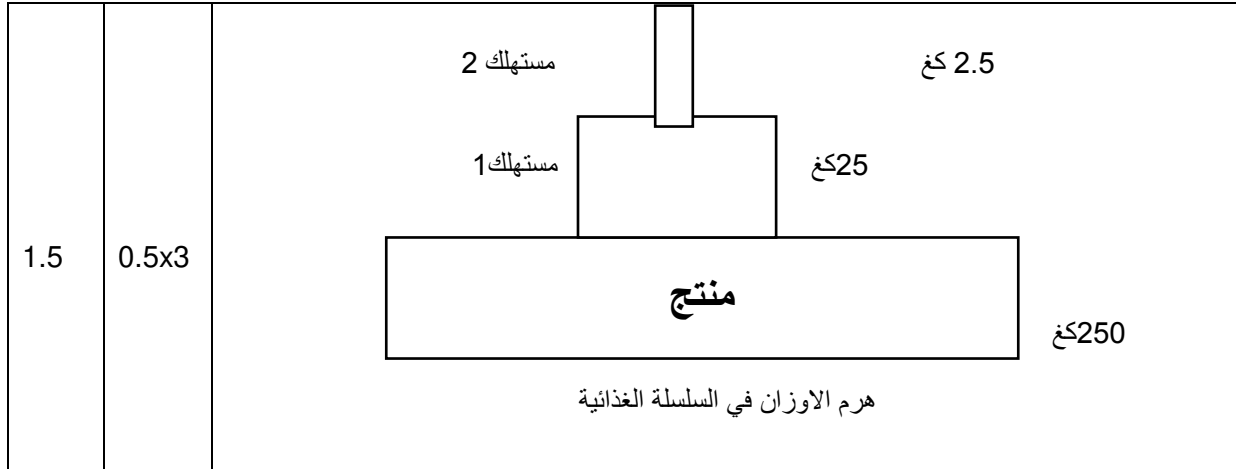 2.5 كغ
مستهلك 2
25كغ
مستهلك1
منتج
0.5x3
1.5
250كغ
هرم الاوزان في السلسلة الغذائية